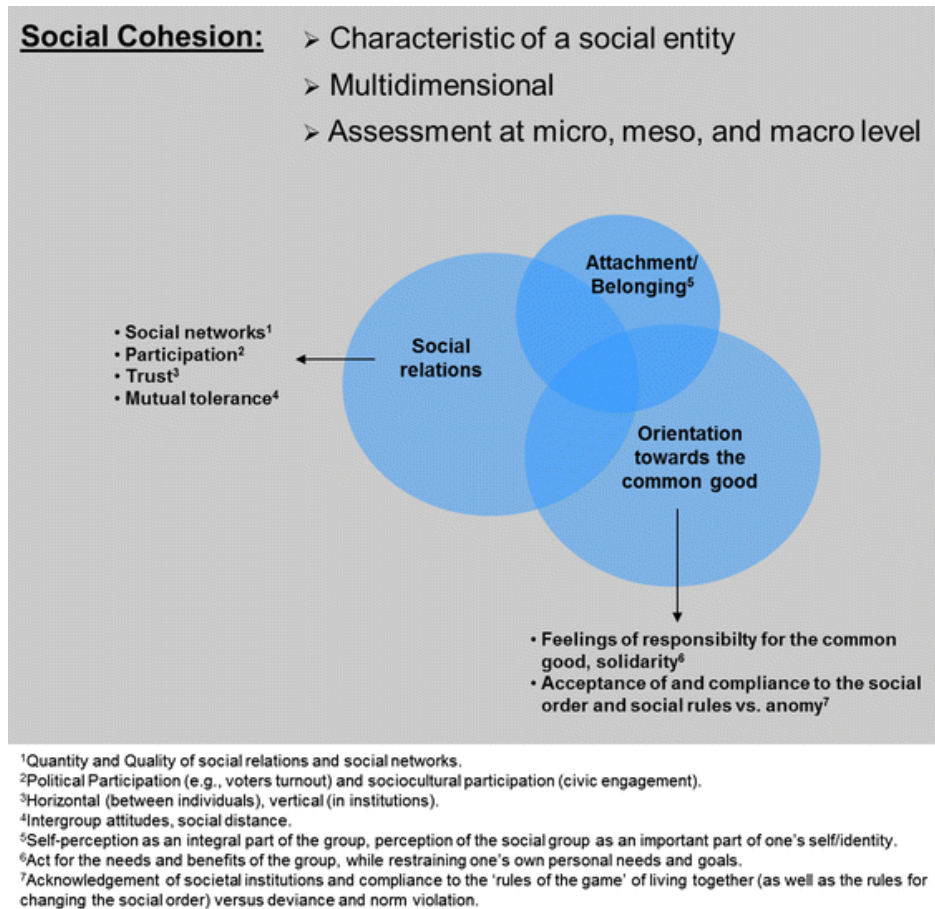 Social Cohesion:
➢ Characteristic of a social entity
➢ Multidimensional
➢ Assessment at micro, meso, and macro level
Attachment/
Belonging⁵
Social
relations
• Social networks¹
• Participation²
• Trust³
• Mutual tolerance⁴
Orientation
towards the
common good
• Feelings of responsibilty for the common
good, solidarity⁶
• Acceptance of and compliance to the social
order and social rules vs. anomy⁷
¹Quantity and Quality of social relations and social networks.
²Political Participation (e.g., voters turnout) and sociocultural participation (civic engagement).
³Horizontal (between individuals), vertical (in institutions).
⁴Intergroup attitudes, social distance.
⁵Self-perception as an integral part of the group, perception of the social group as an important part of one's self/identity.
⁶Act for the needs and benefits of the group, while restraining one's own personal needs and goals.
⁷Acknowledgement of societal institutions and compliance to the 'rules of the game' of living together (as well as the rules for
changing the social order) versus deviance and norm violation.